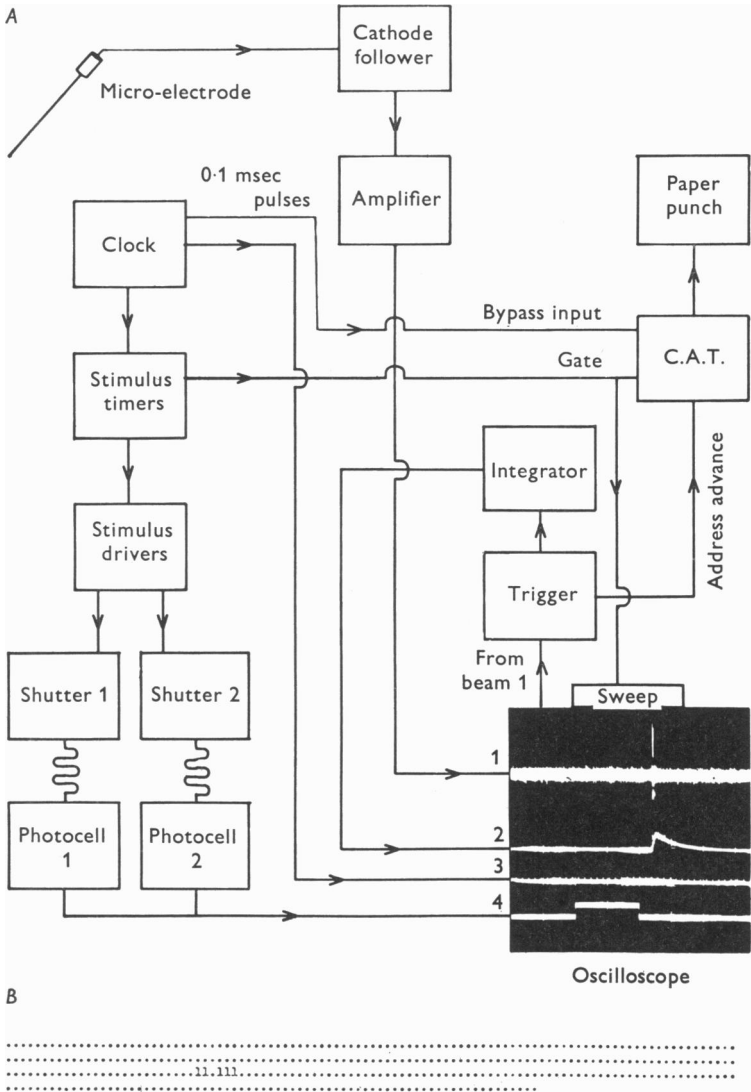 A
Cathode
follower
Micro-electrode
0·1 msec
pulses
Amplifier
Paper
punch
Clock
Bypass input
C.A.T.
Gate
Stimulus
timers
Integrator
Address advance
Stimulus
drivers
Trigger
From
beam 1
Shutter 1
Shutter 2
Sweep
1
Photocell
1
Photocell
2
2
3
4
Oscilloscope
B
11.111